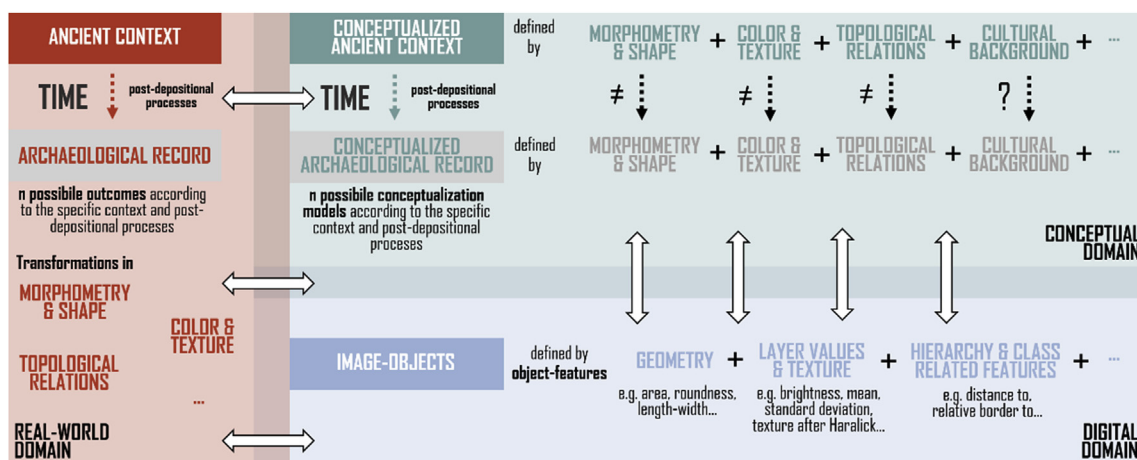 ANCIENT CONTEXT
TIME
post-depositional
processes
ARCHAEOLOGICAL RECORD
n possibile outcomes according
to the specific context and post-
depositional proceses
Transformations in
MORPHOMETRY
& SHAPE
COLOR &
TEXTURE
TOPOLOGICAL
RELATIONS
...
REAL-WORLD
DOMAIN
CONCEPTUALIZED
ANCIENT CONTEXT
defined
by
MORPHOMETRY
& SHAPE
+
COLOR &
TEXTURE
+
TOPOLOGICAL
RELATIONS
+
CULTURAL
BACKGROUND
+
...
TIME
post-depositional
processes
≠
≠
≠
?
CONCEPTUALIZED
ARCHAEOLOGICAL RECORD
defined
by
MORPHOMETRY
& SHAPE
+
COLOR &
TEXTURE
+
TOPOLOGICAL
RELATIONS
+
CULTURAL
BACKGROUND
+
...
n possibile conceptualization
models according to the specific
context and post-depositional
proceses
CONCEPTUAL
DOMAIN
IMAGE-OBJECTS
defined by
object-features
GEOMETRY
+
LAYER VALUES
& TEXTURE
+
HIERARCHY & CLASS
RELATED FEATURES
+
...
e.g. area, roundness,
length-width...
e.g. brightness, mean,
standard deviation,
texture after Haralick...
e.g. distance to,
relative border to...
DIGITAL
DOMAIN